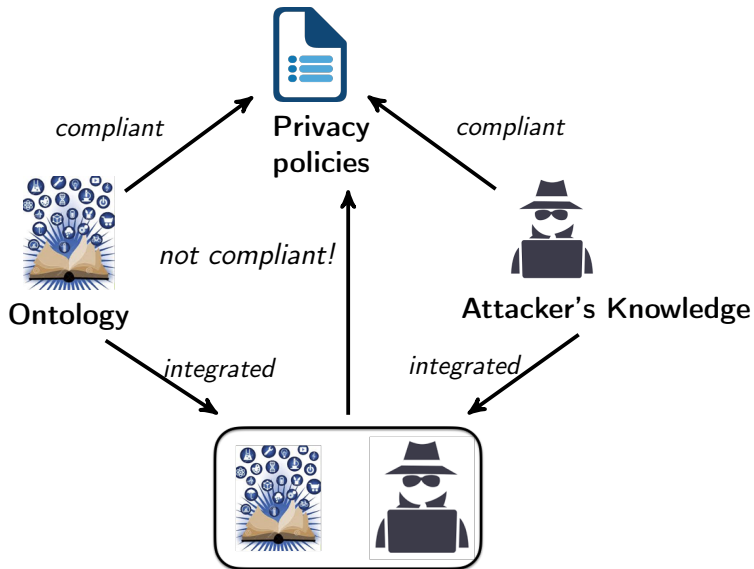 compliant
compliant
Privacy
policies
not compliant!
Ontology
Attacker's Knowledge
integrated
integrated